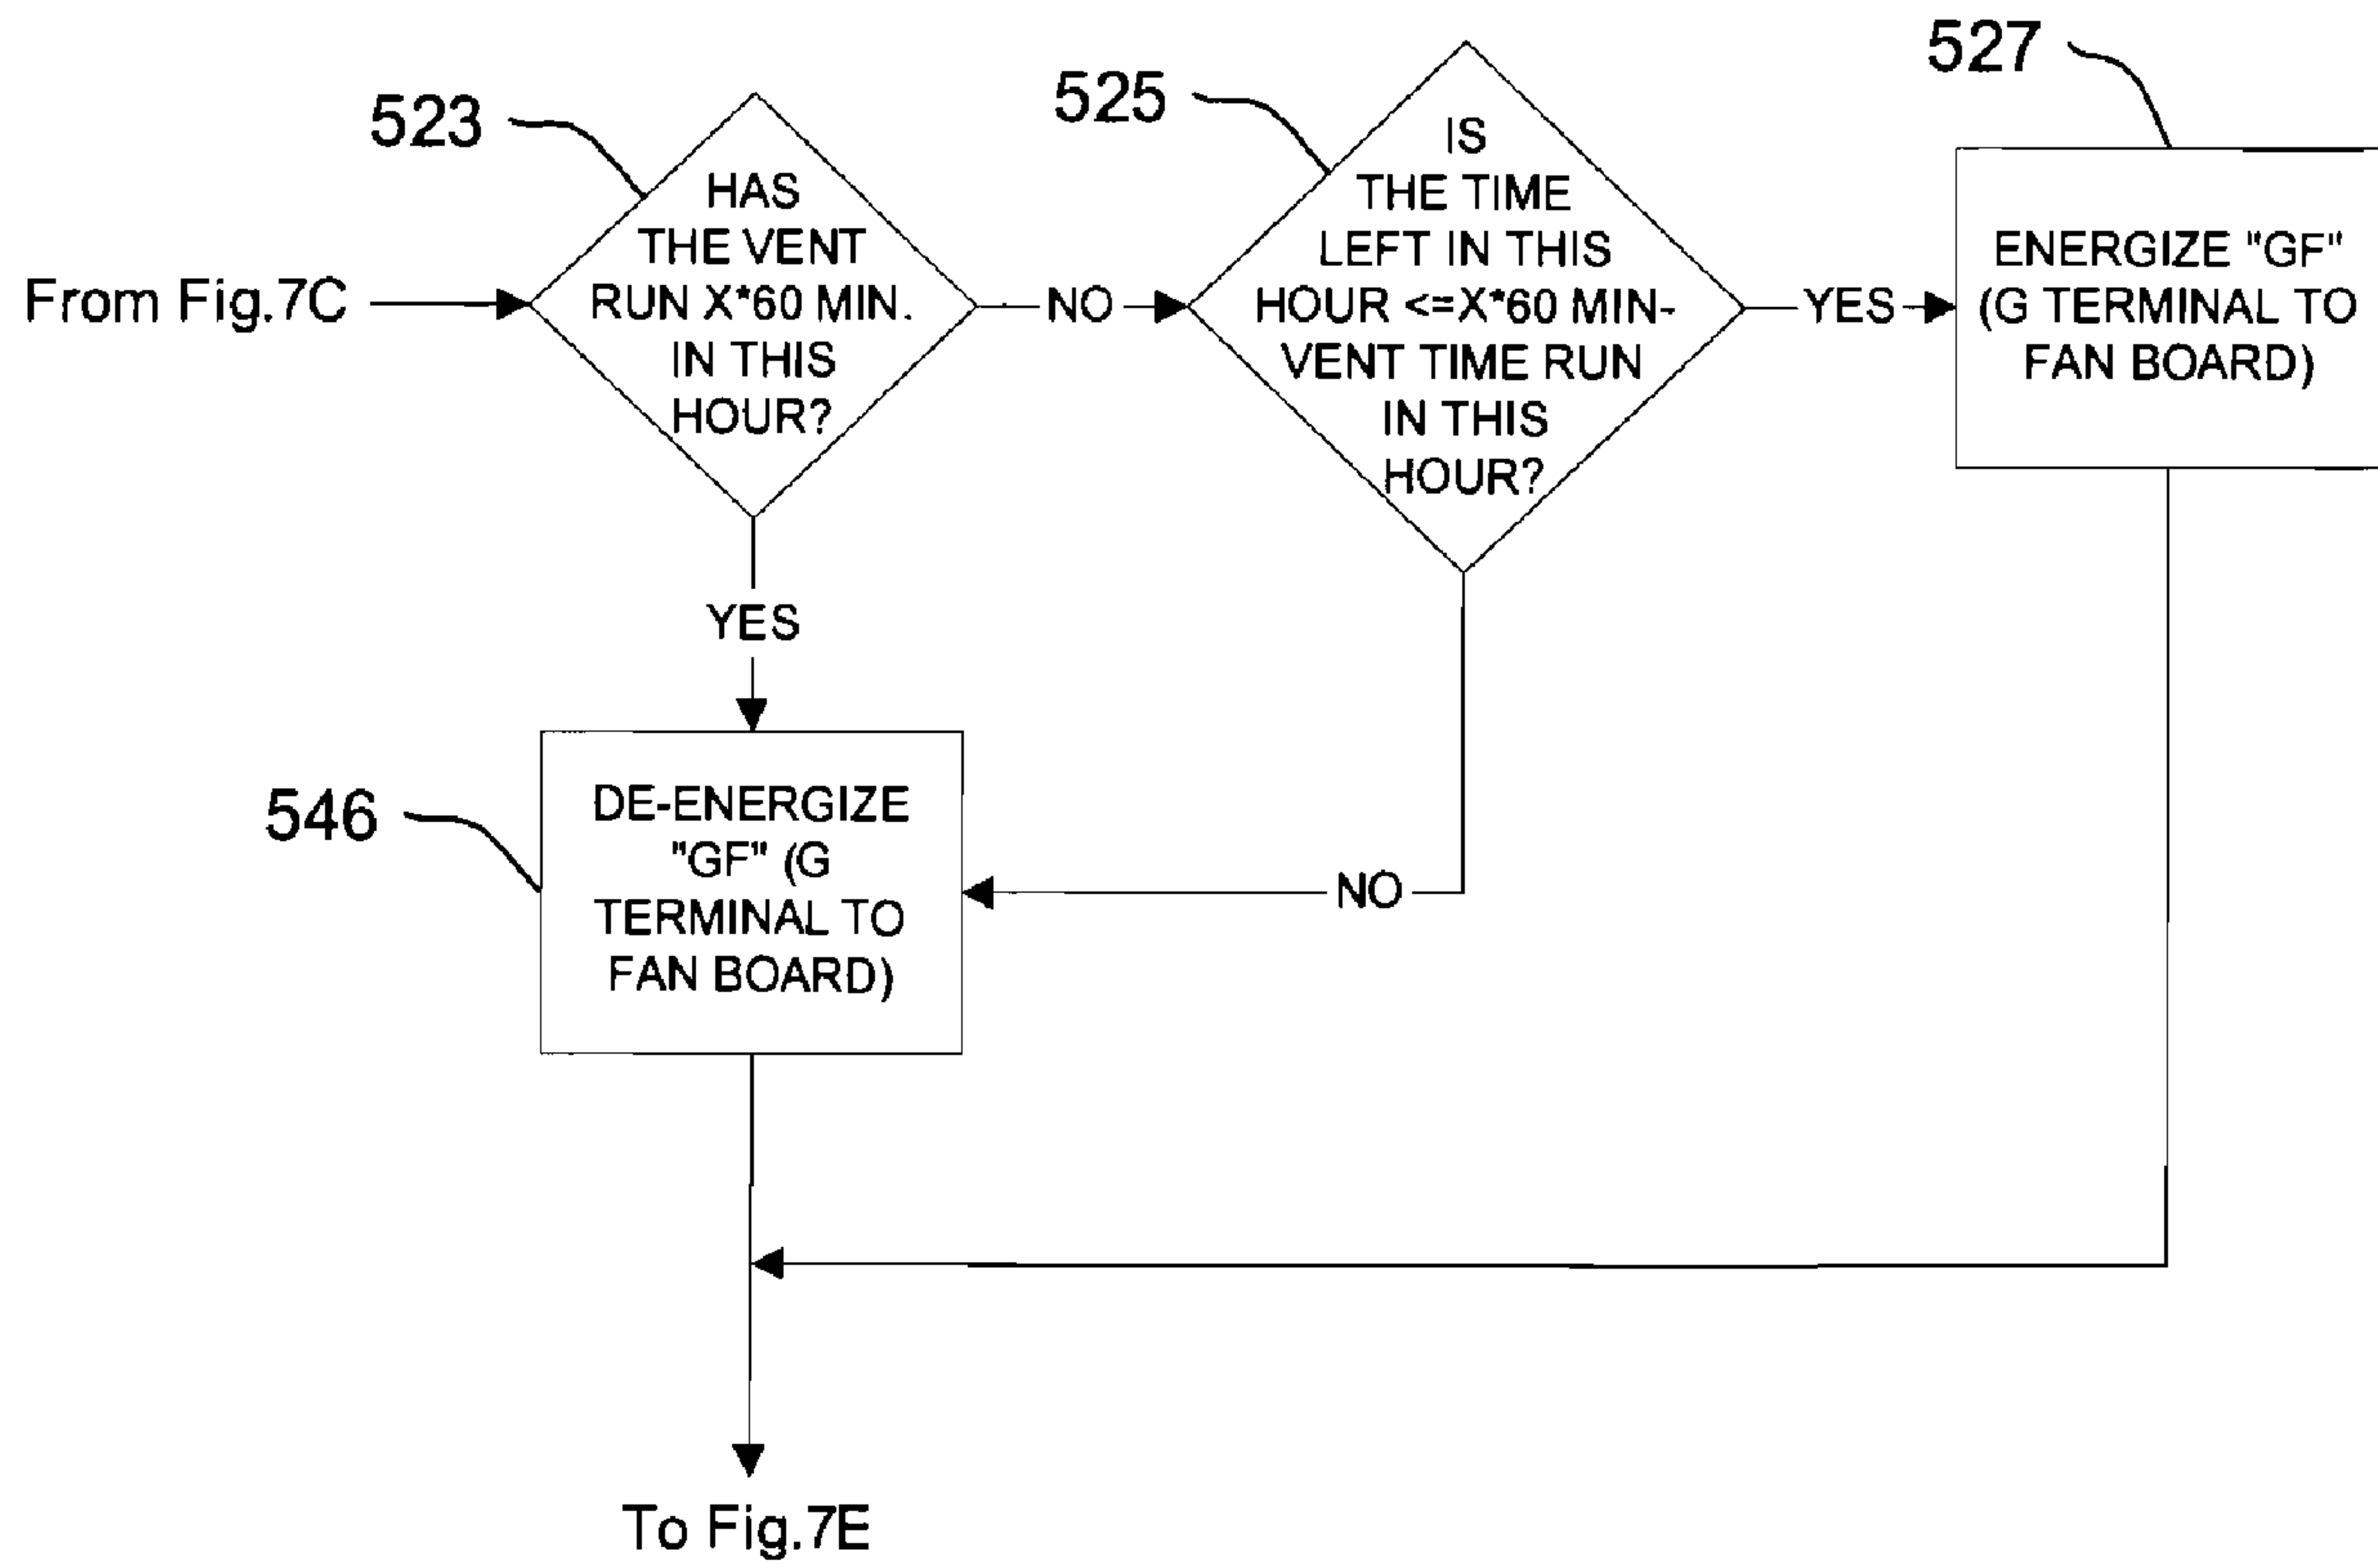 527
525
523
IS
THE TIME
LEFT IN THIS
HOUR <=X*60 MIN-
VENT TIME RUN
IN THIS
HOUR?
HAS
THE VENT
RUN X*60 MIN.
IN THIS
HOUR?
ENERGIZE "GF"
(G TERMINAL TO
FAN BOARD)
From Fig.7C
NO
YES
YES
546
DE-ENERGIZE
"GF" (G
TERMINAL TO
FAN BOARD)
NO
To Fig.7E